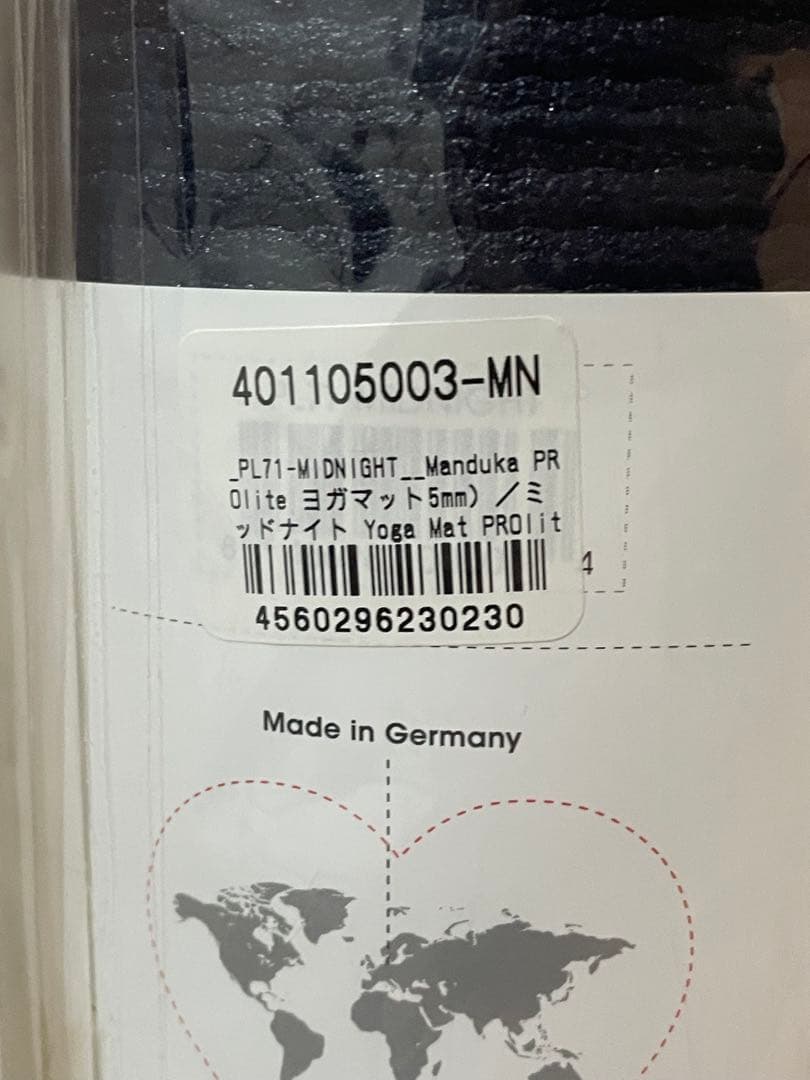 401105003-MN
_PL71-MIDNIGHT__Manduka PR
Olite ヨガマット5mm) /ミ
ッドナイト Yoga Mat PROlit
4560296230230
4
Made in Germany